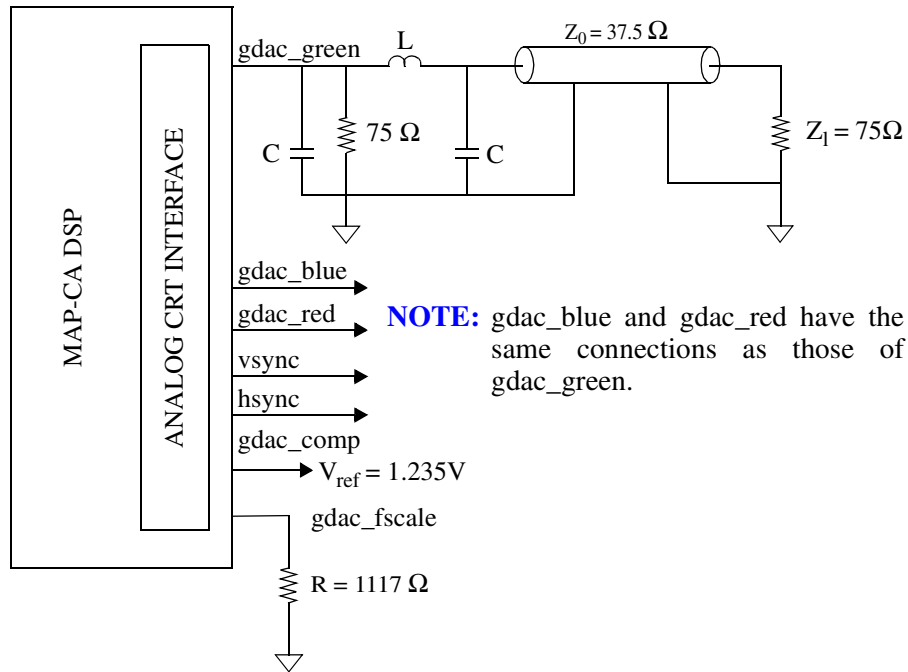 gdac_green
L
Z0 = 37.5 Ω
C
75 Ω
C
Zl = 75Ω
MAP-CA DSP
ANALOG CRT INTERFACE
gdac_blue
gdac_red
vsync
hsync
gdac_comp
Vref = 1.235V
gdac_fscale
R = 1117 Ω
NOTE: gdac_blue and gdac_red have the
same connections as those of
gdac_green.